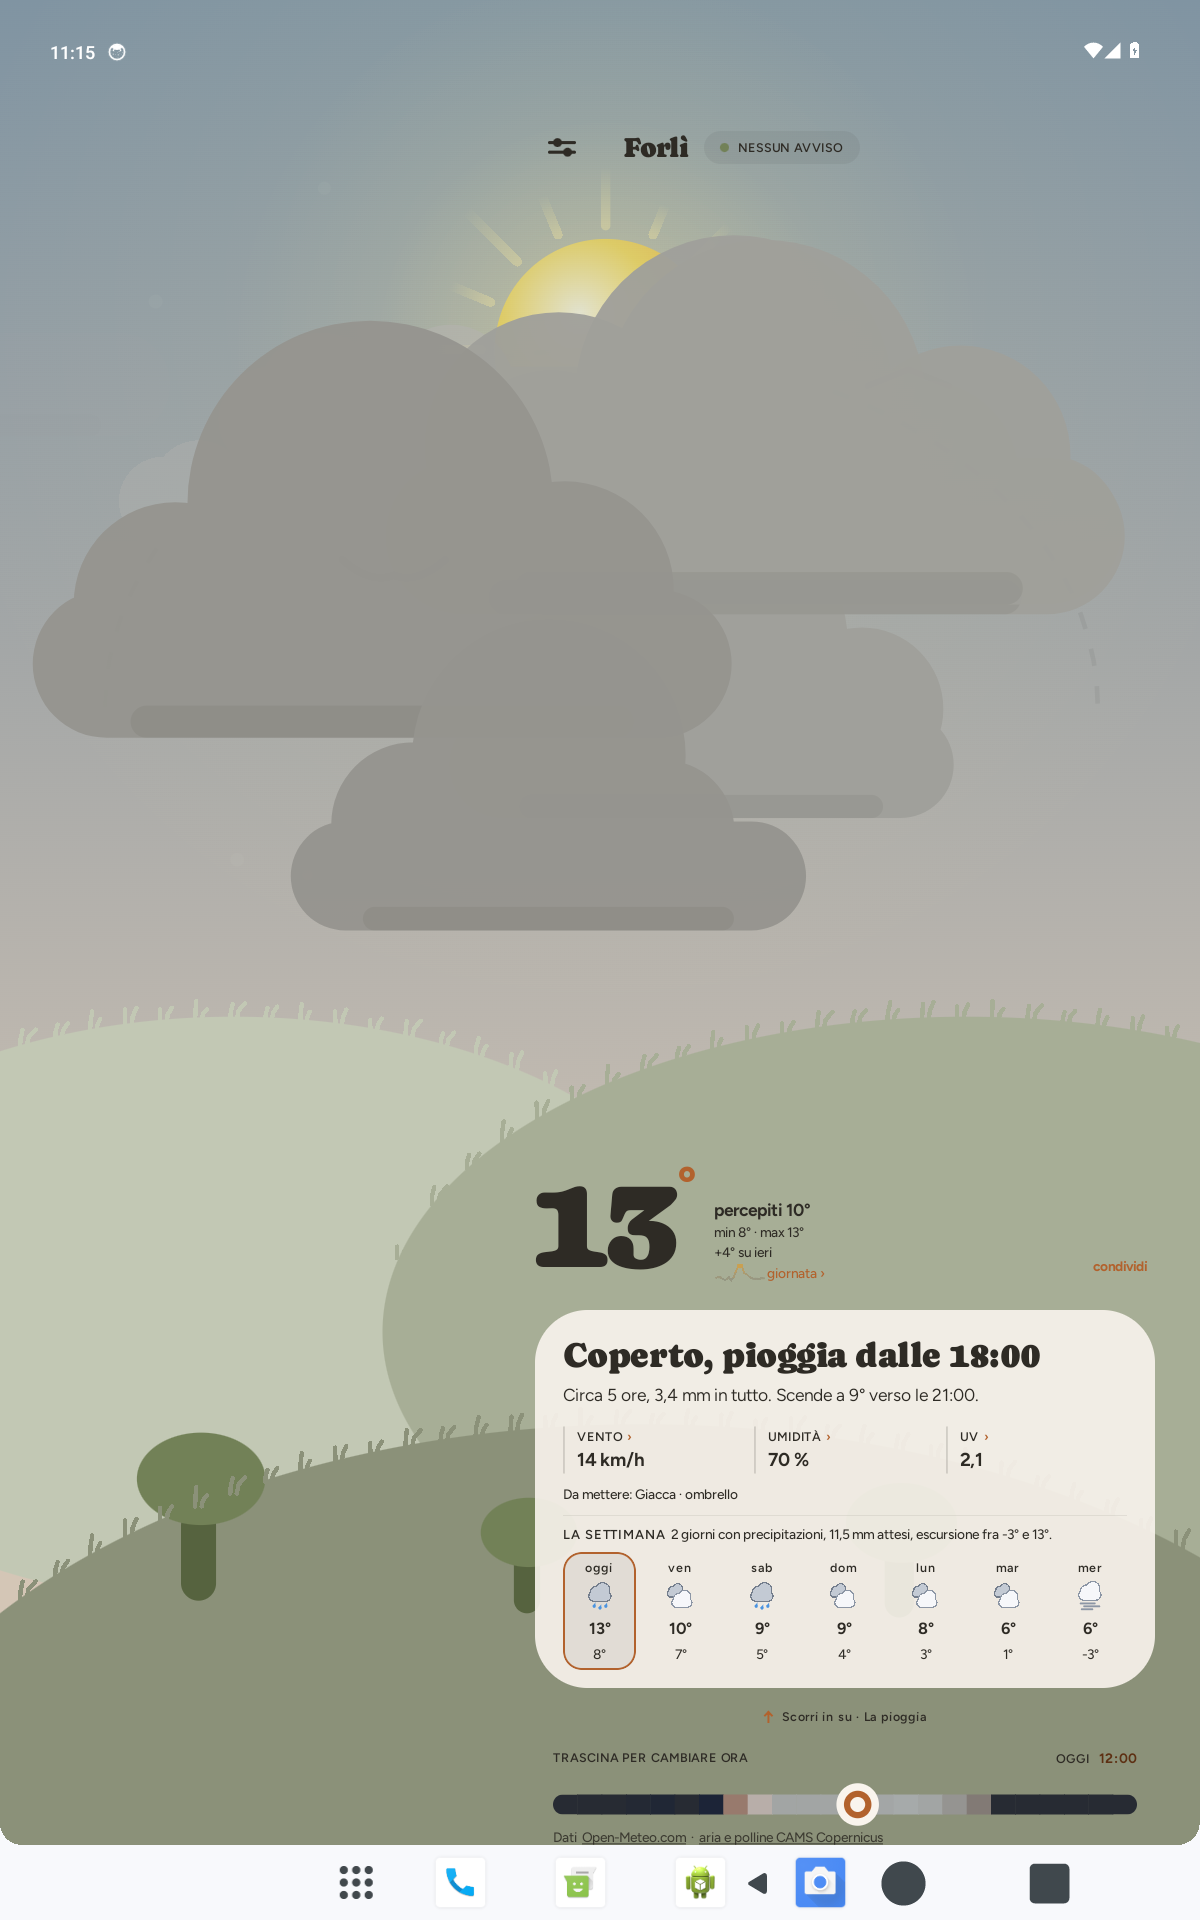 11:15
Forlì
NESSUN AVVISO
13°
percepiti 10°
min 8° · max 13°
+4° su ieri
giornata ›
condividi
Coperto, pioggia dalle 18:00
Circa 5 ore, 3,4 mm in tutto. Scende a 9° verso le 21:00.
VENTO › UMIDITÀ › UV ›
14 km/h 70 % 2,1
Da mettere: Giacca · ombrello
LA SETTIMANA 2 giorni con precipitazioni, 11,5 mm attesi, escursione fra -3° e 13°.
oggi ven sab dom lun mar mer
13° 10° 9° 9° 8° 6° 6°
8° 7° 5° 4° 3° 1° -3°
↑ Scorri in su · La pioggia
TRASCINA PER CAMBIARE ORA OGGI 12:00
Dati Open-Meteo.com · aria e polline CAMS Copernicus